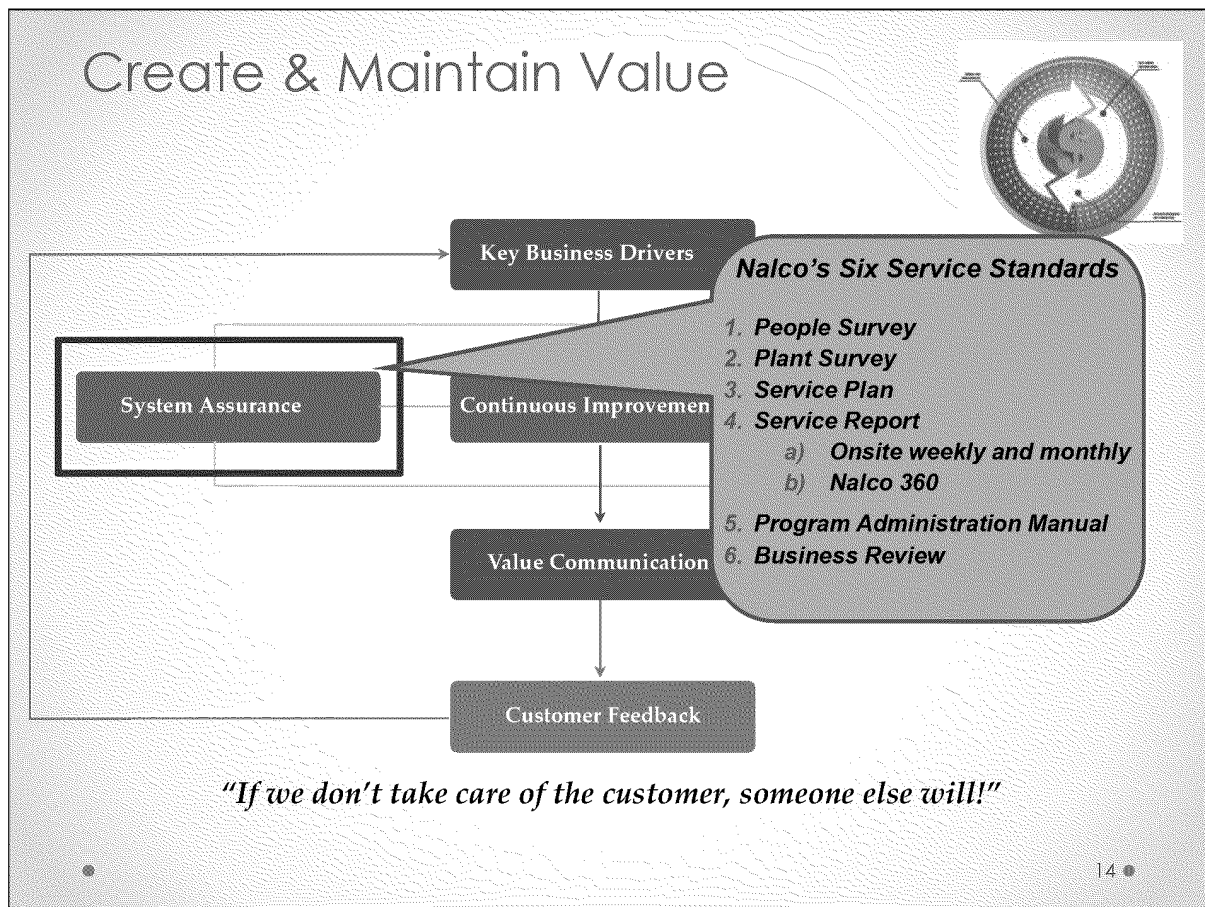 Create & Maintain Value
Key Business Drivers
System Assurance
Continuous Improvemen
Value Communication
Customer Feedback
Nalco’s Six Service Standards
1. People Survey
2. Plant Survey
3. Service Plan
4. Service Report
a) Onsite weekly and monthly
b) Nalco 360
5. Program Administration Manual
6. Business Review
“If we don’t take care of the customer, someone else will!”
14